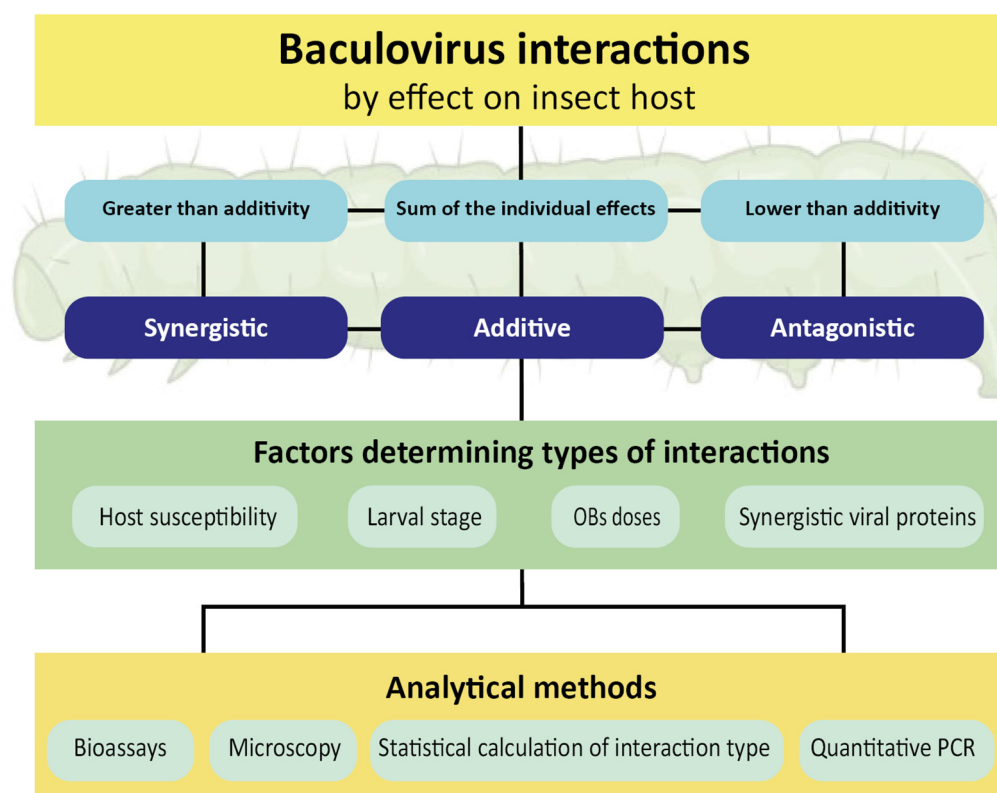 Baculovirus interactions
by effect on insect host
Greater than additivity
Sum of the individual effects
Lower than additivity
Synergistic
Additive
Antagonistic
Factors determining types of interactions
Host susceptibility
Larval stage
OBs doses
Synergistic viral proteins
Analytical methods
Bioassays
Microscopy
Statistical calculation of interaction type
Quantitative PCR